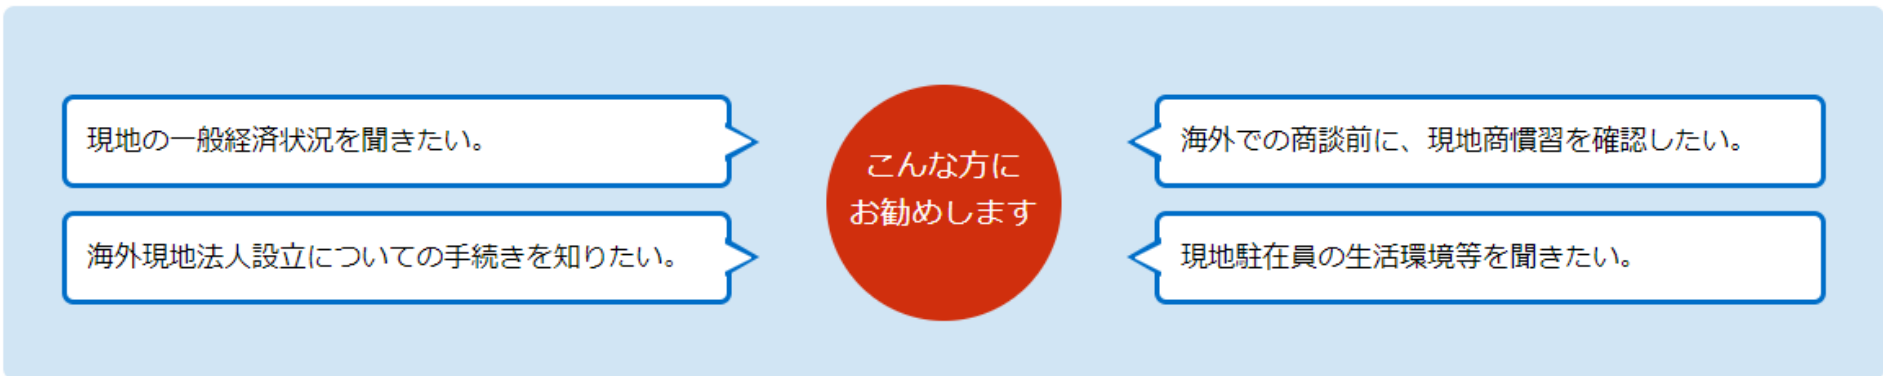 現地の一般経済状況を聞きたい。
海外現地法人設立についての手続きを知りたい。
こんな方に
お勧めします
海外での商談前に、現地商慣習を確認したい。
現地駐在員の生活環境等を聞きたい。